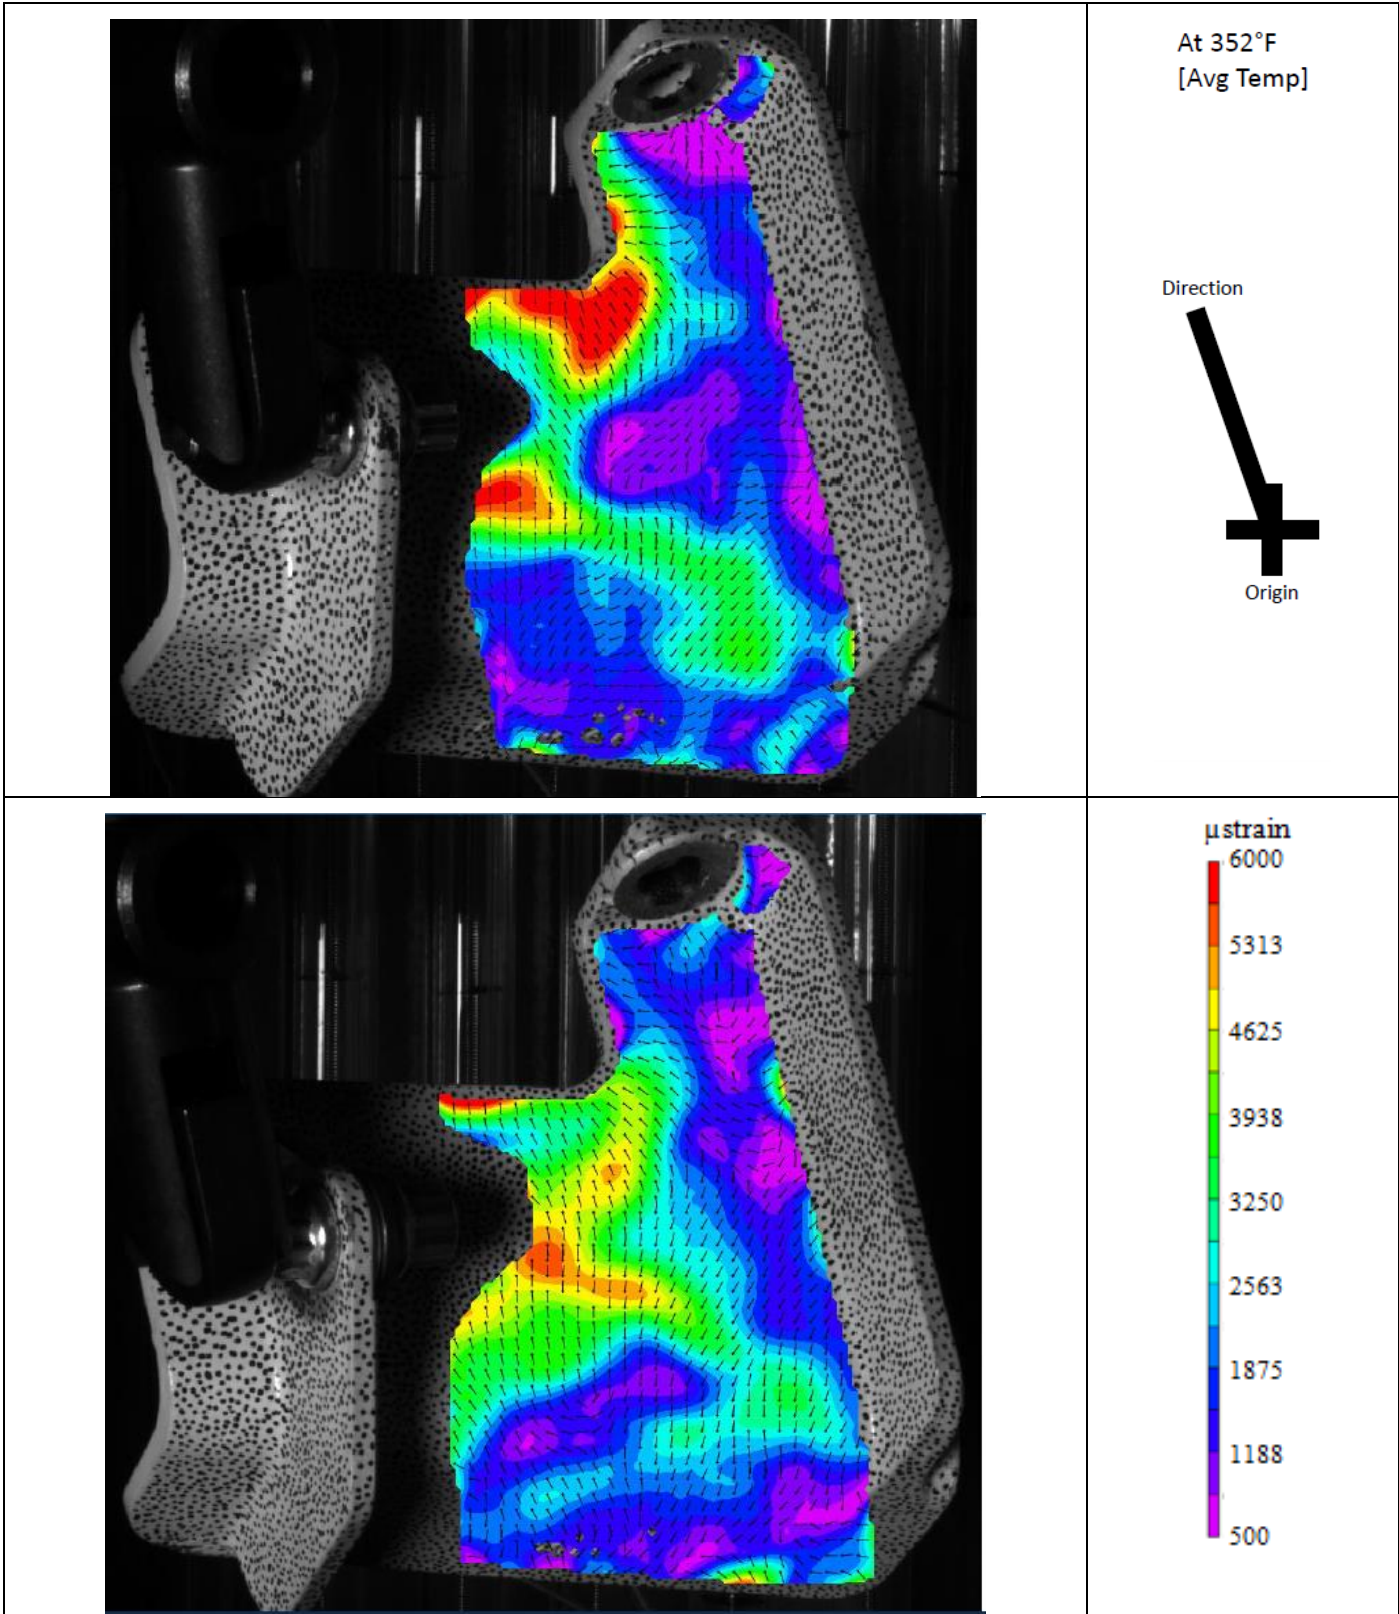 At 352°F
[Avg Temp]
Direction
Origin
μstrain
6000
5313
4625
3938
3250
2563
1875
1188
500